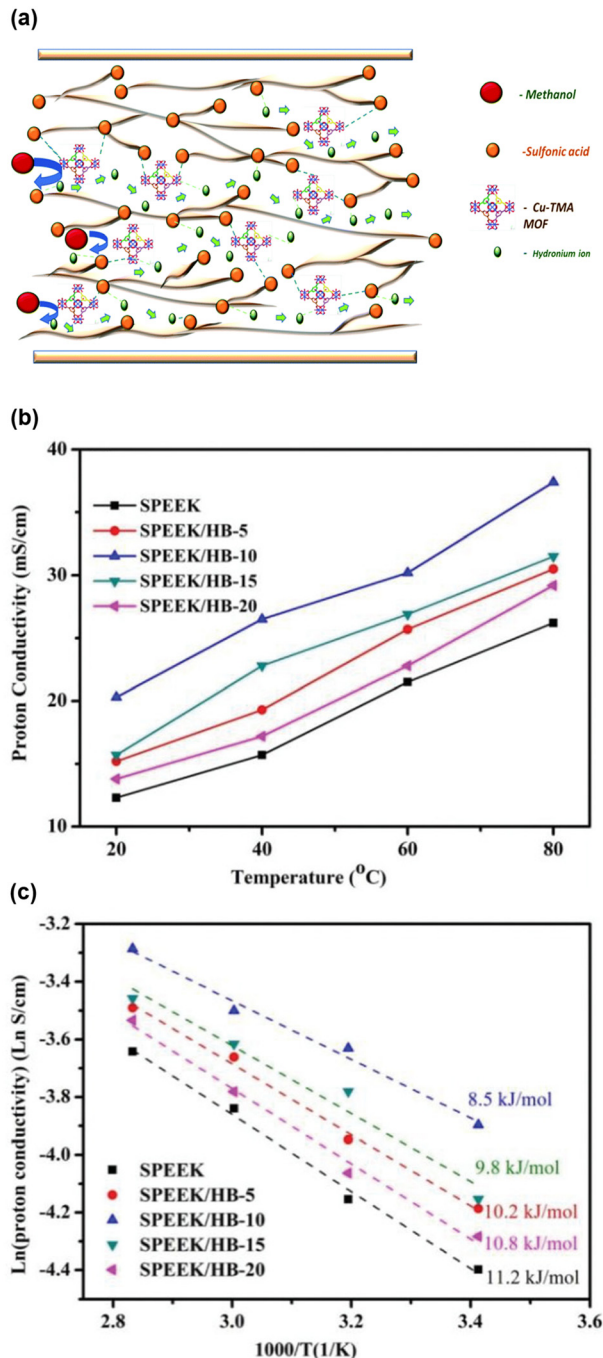 (a)
- Methanol
-Sulfonic acid
- Cu-TMA
MOF
- Hydronium ion
(b)
40
30
20
10
Proton Conductivity (mS/cm)
SPEEK
SPEEK/HB-5
SPEEK/HB-10
SPEEK/HB-15
SPEEK/HB-20
20
40
60
80
Temperature (°C)
(c)
-3.2
-3.4
-3.6
-3.8
-4.0
-4.2
-4.4
Ln(proton conductivity) (Ln S/cm)
8.5 kJ/mol
9.8 kJ/mol
10.2 kJ/mol
10.8 kJ/mol
11.2 kJ/mol
SPEEK
SPEEK/HB-5
SPEEK/HB-10
SPEEK/HB-15
SPEEK/HB-20
2.8
3.0
3.2
3.4
3.6
1000/T(1/K)